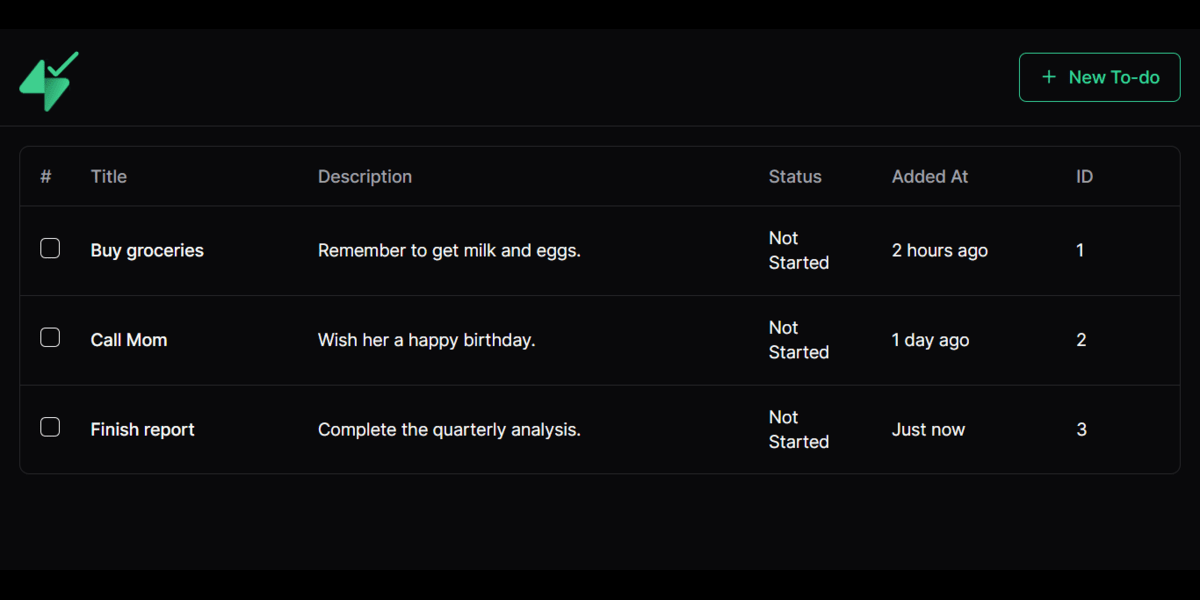 + New To-do
# Title Description Status Added At ID
Buy groceries Remember to get milk and eggs. Not Started 2 hours ago 1
Call Mom Wish her a happy birthday. Not Started 1 day ago 2
Finish report Complete the quarterly analysis. Not Started Just now 3